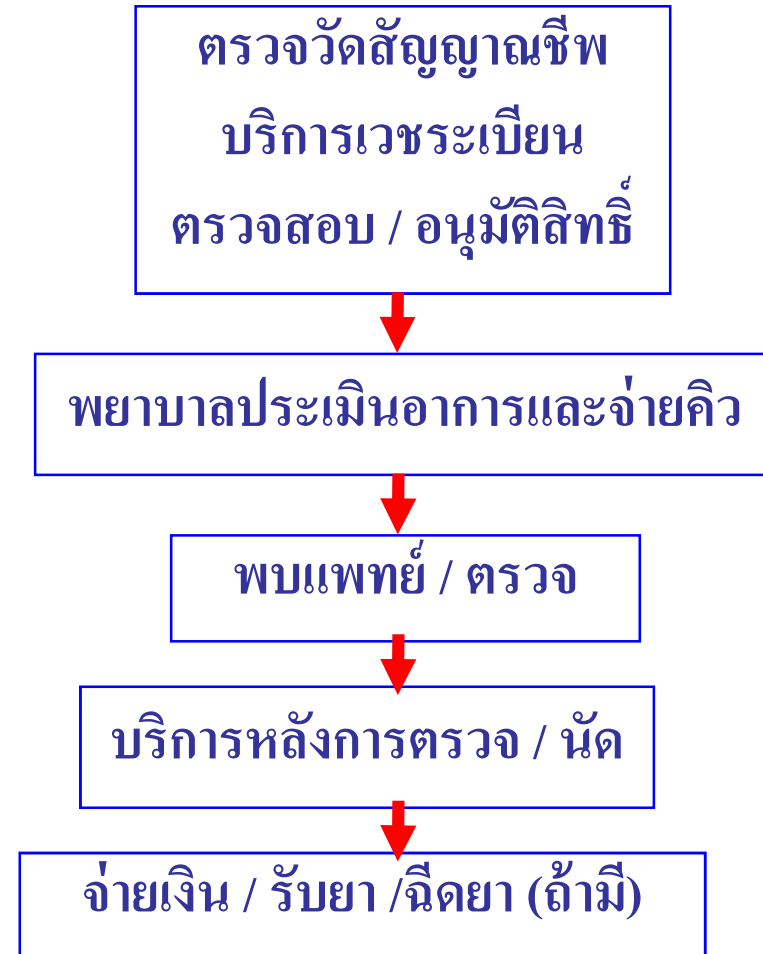 ตรวจวัดสัญญาณชีพ
บริการเวชระเบียน
ตรวจสอบ / อนุมัติสิทธิ์
พยาบาลประเมินอาการและจ่ายคิว
พบแพทย์ / ตรวจ
บริการหลังการตรวจ / นัด
จ่ายเงิน / รับยา /ฉีดยา (ถ้ามี)